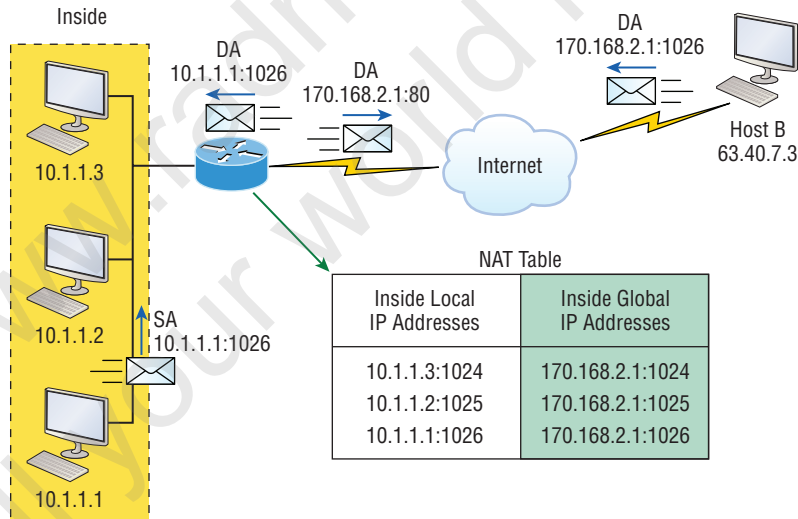 Inside
10.1.1.3
10.1.1.2
10.1.1.1
SA
10.1.1.1:1026
DA
10.1.1.1:1026
DA
170.168.2.1:80
Internet
DA
170.168.2.1:1026
Host B
63.40.7.3
NAT Table
Inside Local
IP Addresses
Inside Global
IP Addresses
10.1.1.3:1024 170.168.2.1:1024
10.1.1.2:1025 170.168.2.1:1025
10.1.1.1:1026 170.168.2.1:1026
your world